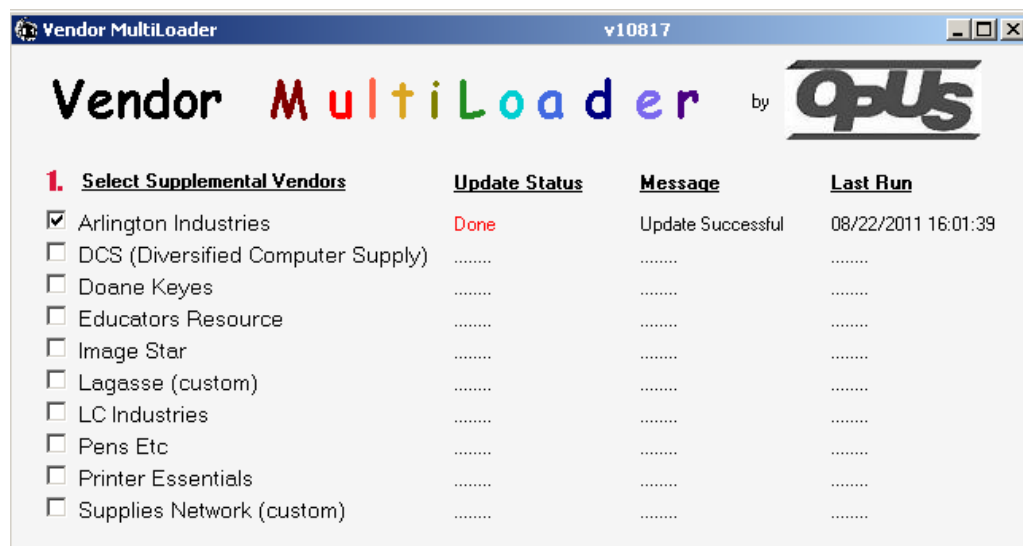 Vendor MultiLoader v10817
Vendor MultiLoader by OpUs
1. Select Supplemental Vendors Update Status Message Last Run
Arlington Industries Done Update Successful 08/22/2011 16:01:39
DCS (Diversified Computer Supply) ........ ........ ........
Doane Keyes ........ ........ ........
Educators Resource ........ ........ ........
Image Star ........ ........ ........
Lagasse (custom) ........ ........ ........
LC Industries ........ ........ ........
Pens Etc ........ ........ ........
Printer Essentials ........ ........ ........
Supplies Network (custom) ........ ........ ........